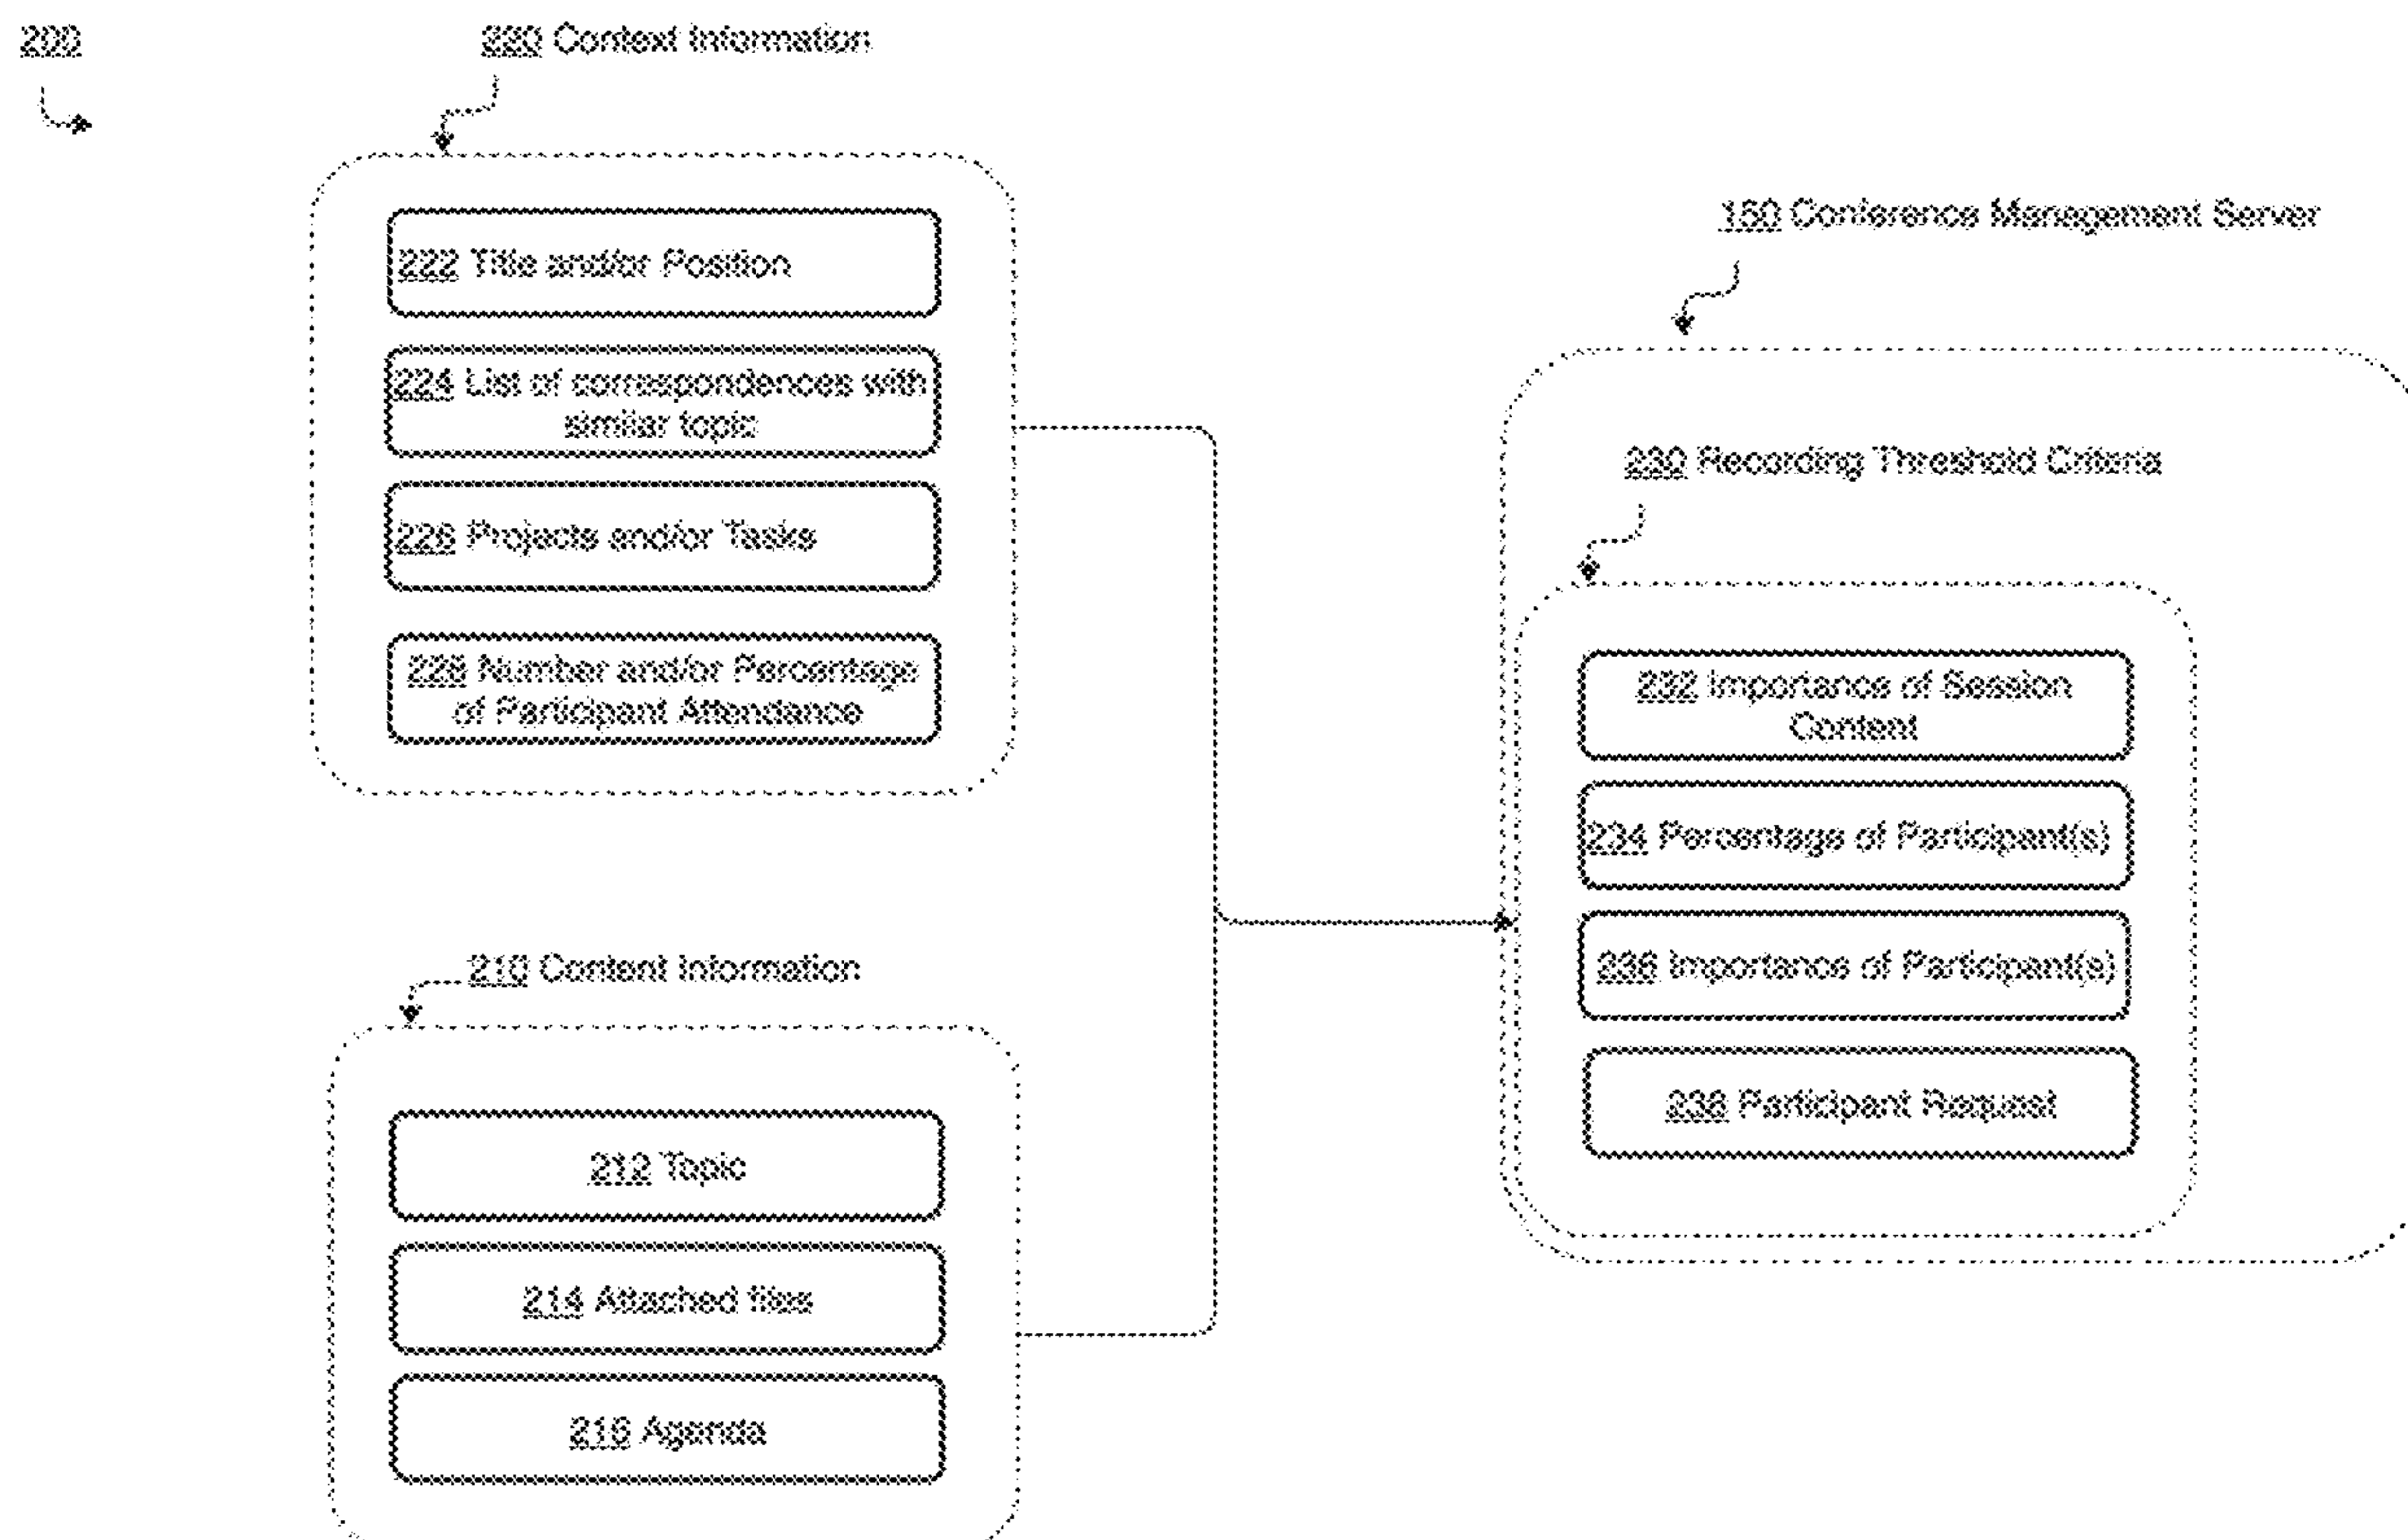 200
220 Context Information
222 Title and/or Position
224 List of correspondences with
similar topic
226 Projects and/or Tasks
228 Number and/or Percentage
of Participant Attendance
210 Content Information
212 Topic
214 Attached files
216 Agenda
150 Conference Management Server
230 Recording Threshold Criteria
232 Importance of Session
Content
234 Percentage of Participant(s)
236 Importance of Participant(s)
238 Participant Request